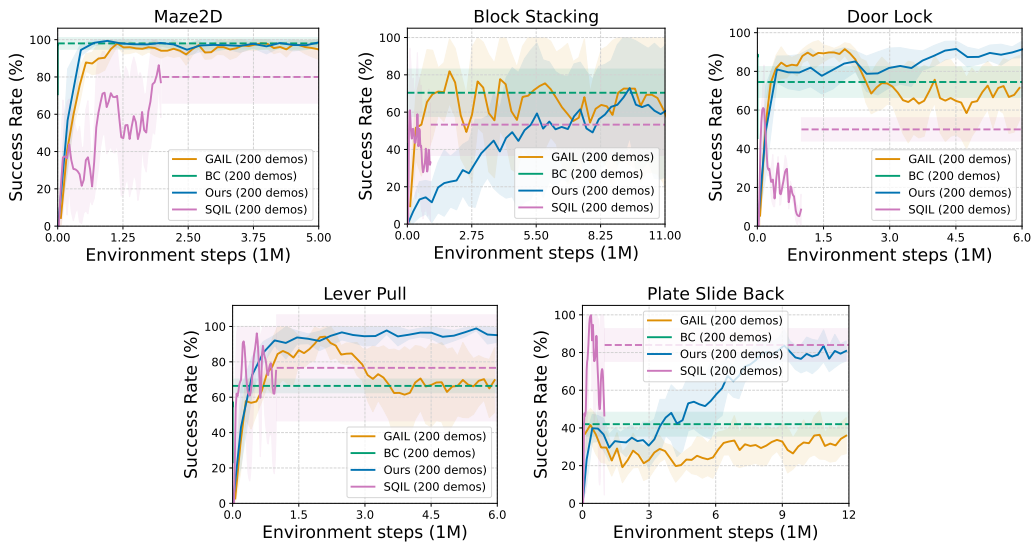 Maze2D
Success Rate (%)
100
80
60
40
20
0
0.00 1.25 2.50 3.75 5.00
Environment steps (1M)
GAIL (200 demos)
BC (200 demos)
Ours (200 demos)
SQIL (200 demos)
Block Stacking
Success Rate (%)
100
80
60
40
20
0
0.00 2.75 5.50 8.25 11.00
Environment steps (1M)
GAIL (200 demos)
BC (200 demos)
Ours (200 demos)
SQIL (200 demos)
Door Lock
Success Rate (%)
100
80
60
40
20
0
0.0 1.5 3.0 4.5 6.0
Environment steps (1M)
GAIL (200 demos)
BC (200 demos)
Ours (200 demos)
SQIL (200 demos)
Lever Pull
Success Rate (%)
100
80
60
40
20
0
0.0 1.5 3.0 4.5 6.0
Environment steps (1M)
GAIL (200 demos)
BC (200 demos)
Ours (200 demos)
SQIL (200 demos)
Plate Slide Back
Success Rate (%)
100
80
60
40
20
0
0 3 6 9 12
Environment steps (1M)
GAIL (200 demos)
BC (200 demos)
Ours (200 demos)
SQIL (200 demos)